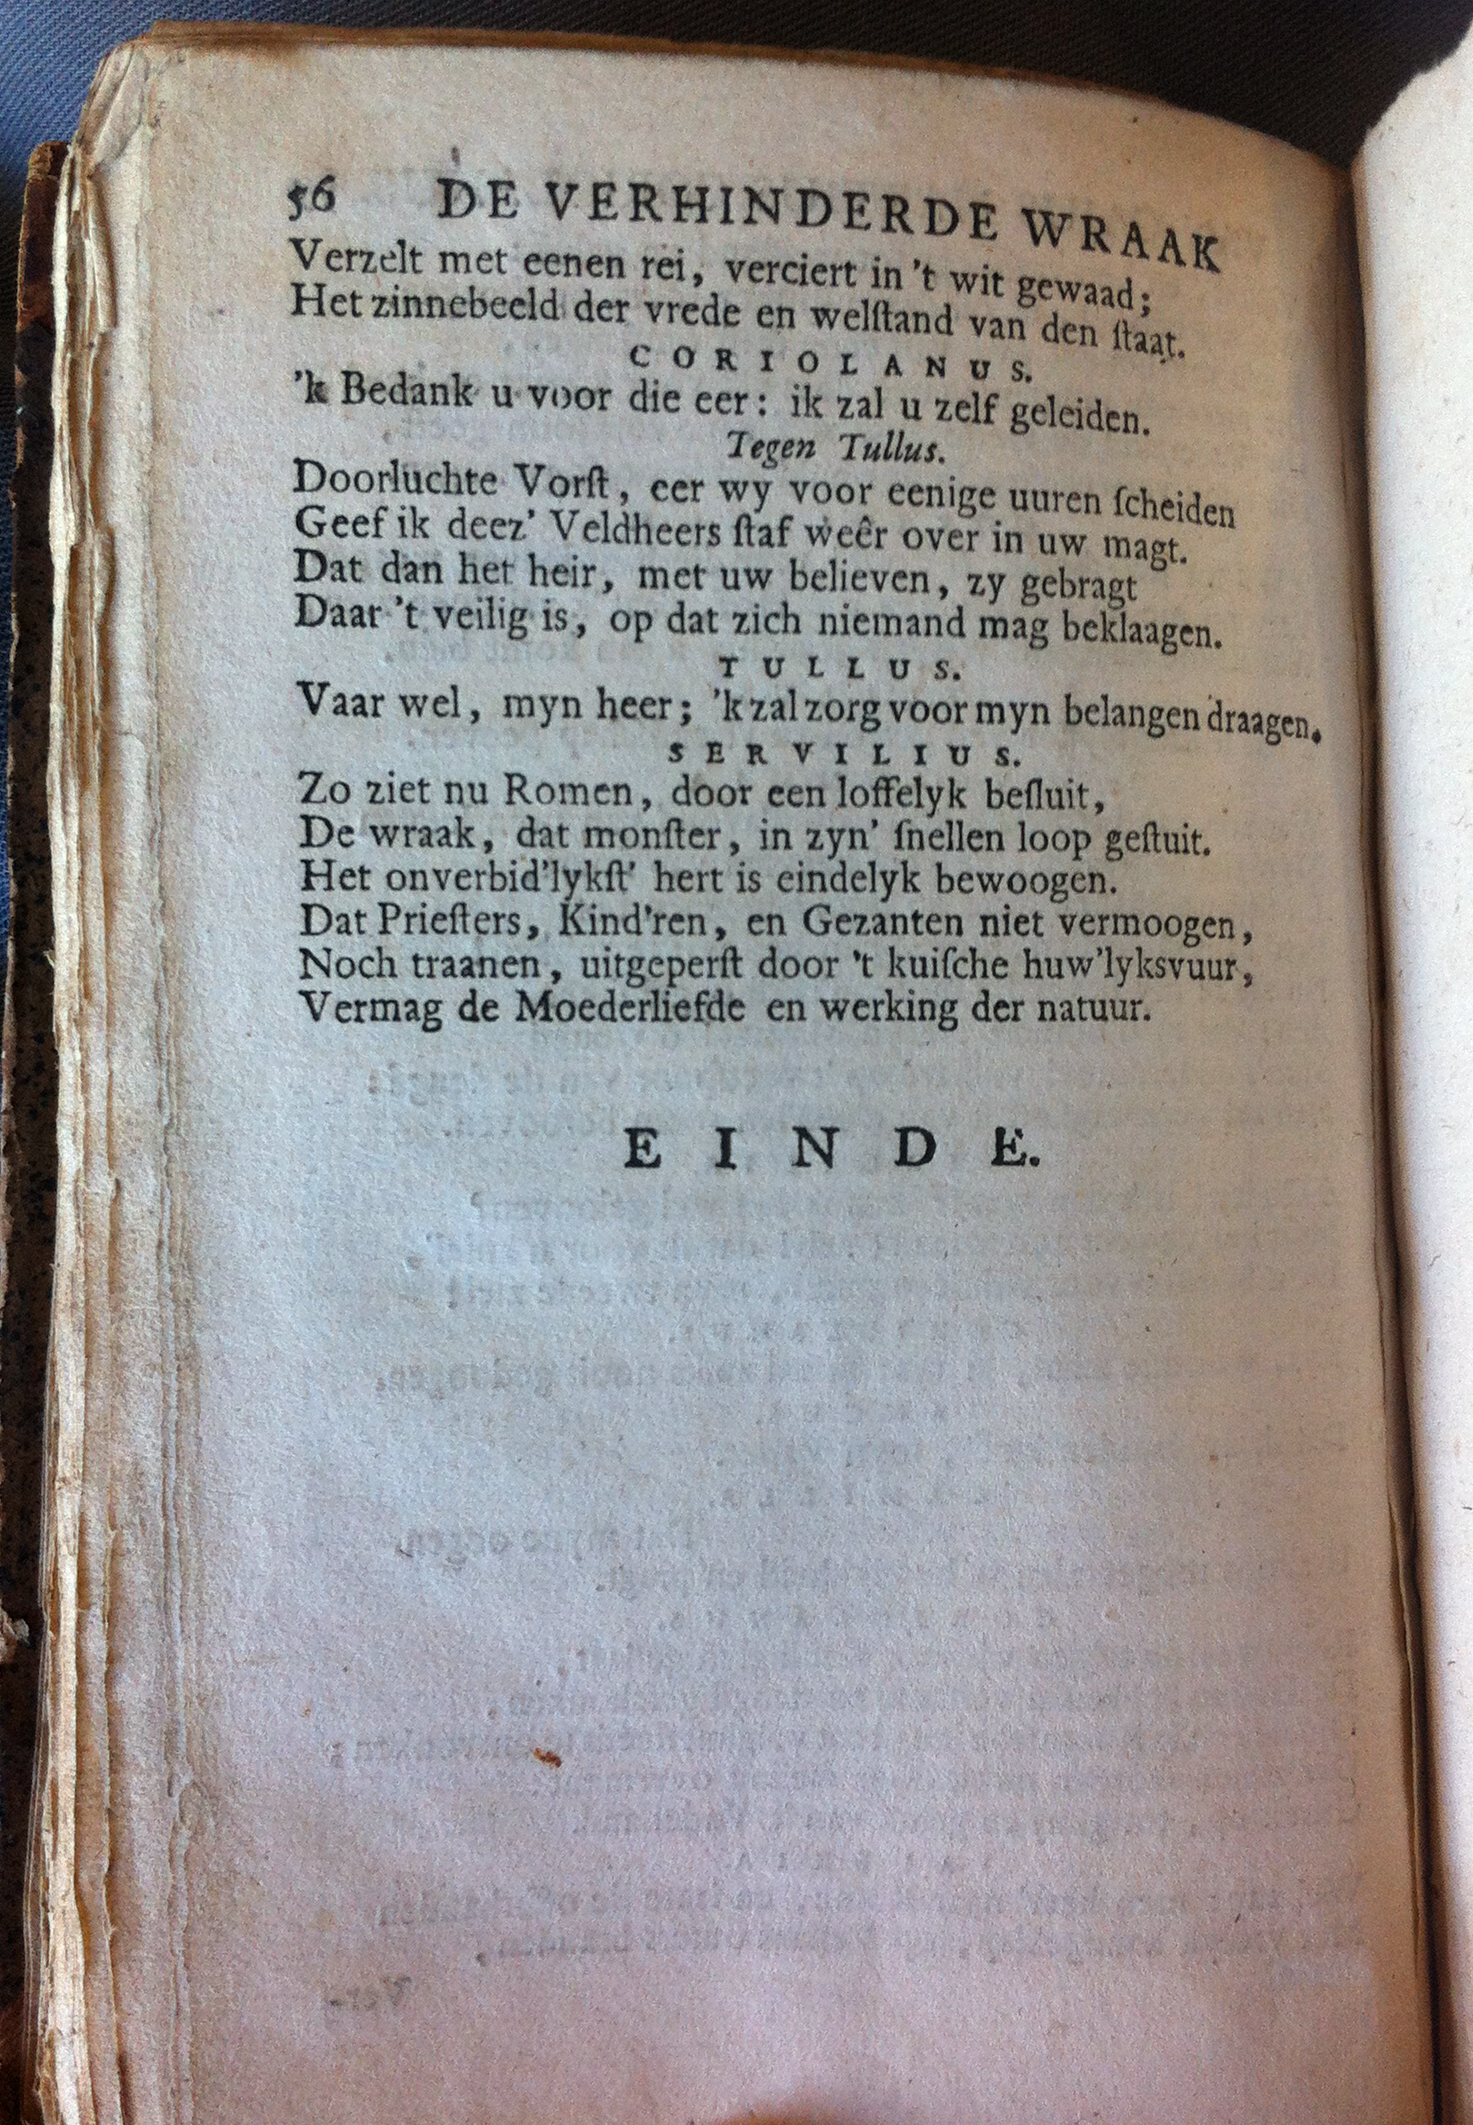 56 DE VERHINDERDE WRAAK
Verzelt met eenen rei, verciert in 't wit gewaad;
Het zinnebeeld der vrede en welſtand van den ſtaat.
CORIOLANUS.
'k Bedank u voor die eer: ik zal u zelf geleiden.
Tegen Tullus.
Doorluchte Vorſt, eer wy voor eenige uuren ſcheiden
Geef ik deez' Veldheers ſtaf weêr over in uw magt.
Dat dan het heir, met uw believen, zy gebragt
Daar 't veilig is, op dat zich niemand mag beklaagen.
TULLUS.
Vaar wel, myn heer; 'k zal zorg voor myn belangen draagen.
SERVILIUS.
Zo ziet nu Romen, door een loffelyk beſluit,
De wraak, dat monſter, in zyn' ſnellen loop geſtuit.
Het onverbid'lykſt' hert is eindelyk bewoogen.
Dat Prieſters, Kind'ren, en Gezanten niet vermoogen,
Noch traanen, uitgeperſt door 't kuiſche huw'lyksvuur,
Vermag de Moederliefde en werking der natuur.
EINDE.